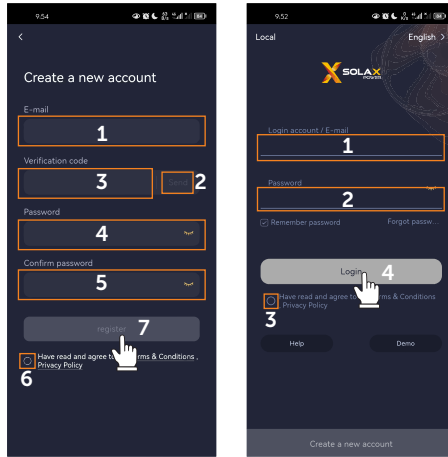 9:54
Create a new account
E-mail
1
Verification code
3
Send 2
Password
4
Confirm password
5
register 7
Have read and agree to rms & Conditions ,
Privacy Policy
6
9:52
Local English >
SOLAX
POWER
Login account / E-mail
1
Password
2
Remember password Forgot passw...
Login 4
Have read and agree to rms & Conditions
, Privacy Policy
3
Help Demo
Create a new account